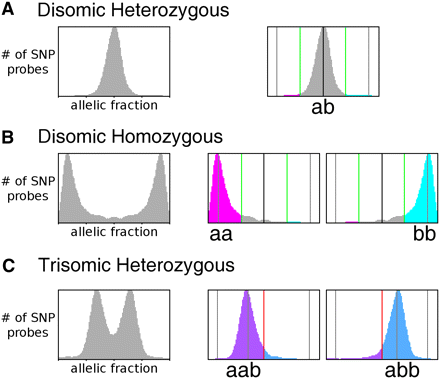 A Disomic Heterozygous
# of SNP
probes
allelic fraction
ab
B Disomic Homozygous
# of SNP
probes
allelic fraction
aa
bb
C Trisomic Heterozygous
# of SNP
probes
allelic fraction
aab
abb